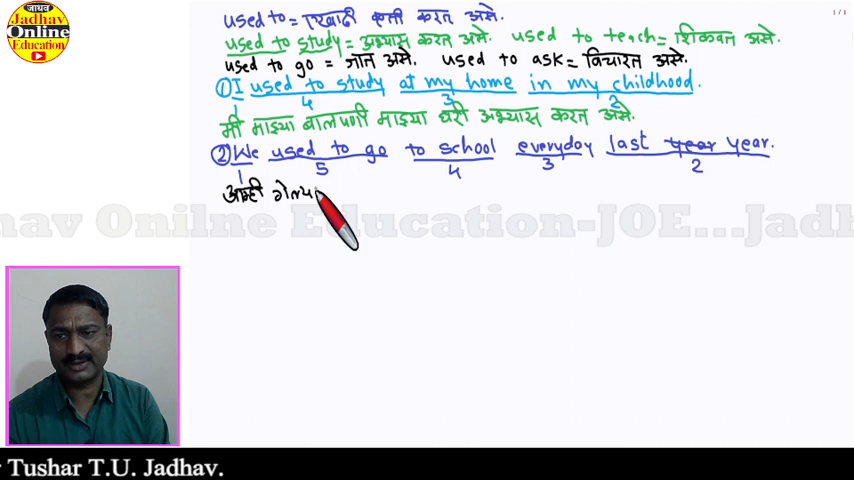 जाधव
Jadhav
Online
Education
1 / 1
used to = एखादी कृती करत असे.
used to study = अभ्यास करत असे. used to teach = शिकवत असे.
used to go = जात असे. used to ask = विचारत असे.
① I used to study at my home in my childhood.
1 4 3 2
मी माझ्या बालपणी माझ्या घरी अभ्यास करत असे.
② We used to go to school everyday last year year.
1 5 4 3 2
आम्ही गेल्य
hav Onilne Education-JOE...Jadh
Tushar T.U. Jadhav.